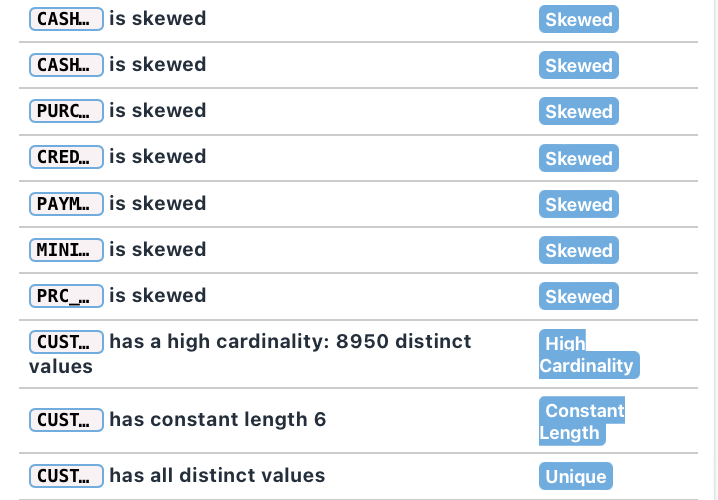 CASH… is skewed Skewed
CASH… is skewed Skewed
PURC… is skewed Skewed
CRED… is skewed Skewed
PAYM… is skewed Skewed
MINI… is skewed Skewed
PRC_… is skewed Skewed
CUST… has a high cardinality: 8950 distinct
values
High
Cardinality
CUST… has constant length 6
Constant
Length
CUST… has all distinct values Unique